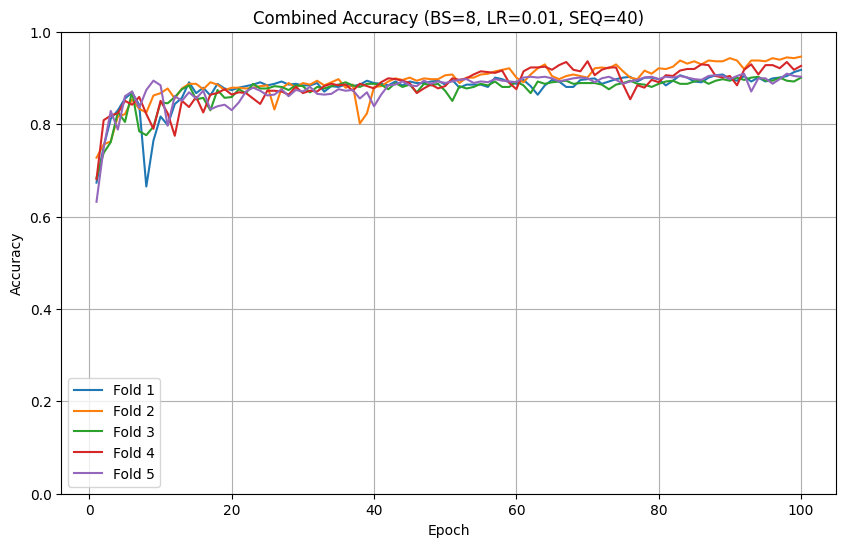 Combined Accuracy (BS=8, LR=0.01, SEQ=40)
1.0
0.8
0.6
0.4
0.2
0.0
Accuracy
Fold 1
Fold 2
Fold 3
Fold 4
Fold 5
0 20 40 60 80 100
Epoch